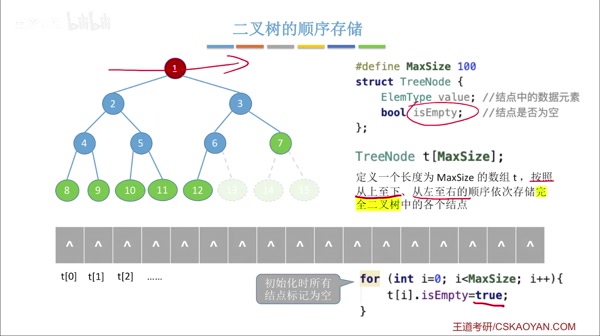 bilibili
二叉树的顺序存储
#define MaxSize 100
struct TreeNode {
ElemType value; //结点中的数据元素
bool isEmpty; //结点是否为空
};
TreeNode t[MaxSize];
定义一个长度为 MaxSize 的数组 t ，按照
从上至下、从左至右的顺序依次存储完
全二叉树中的各个结点
1
2 3
4 5 6 7
8 9 10 11 12 13 14 15
^ ^ ^ ^ ^ ^ ^ ^ ^ ^ ^ ^ ^ ^ ^ ^
t[0] t[1] t[2] ......
初始化时所有
结点标记为空
for (int i=0; i<MaxSize; i++){
t[i].isEmpty=true;
}
王道考研/CSKAOYAN.COM